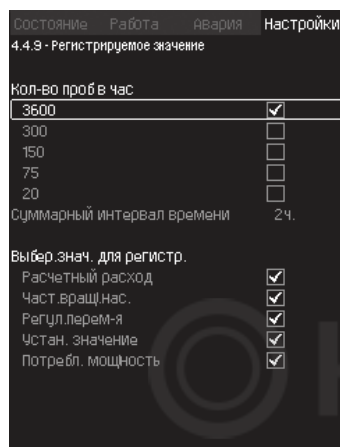 Состояние Работа Авария Настройки
4.4.9 - Регистрируемое значение
Кол-во проб в час
3600
300
150
75
20
Суммарный интервал времени 2ч.
Выбер.знач. для регистр.
Расчетный расход
Част.вращ.нас.
Регул.перем-я
Устан. значение
Потребл. мощность